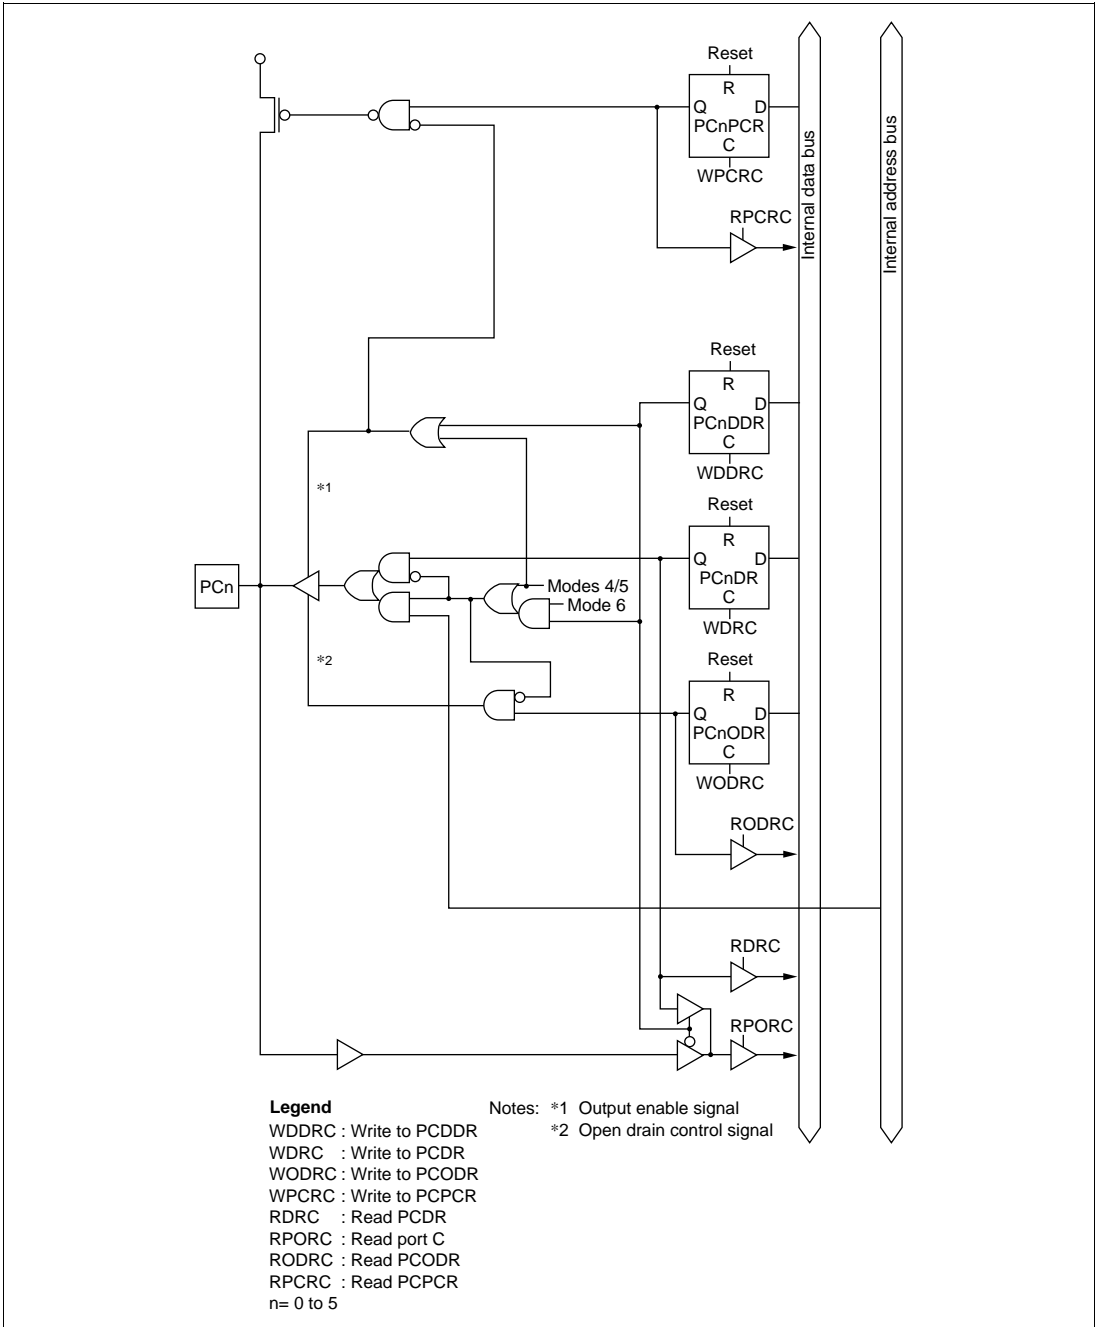 Reset
R
Q D
PCnPCR
C
WPCRC
RPCRC
Internal data bus
Internal address bus
Reset
R
Q D
PCnDDR
C
WDDRC
*1
Reset
R
Q D
PCnDR
C
WDRC
PCn
Modes 4/5
Mode 6
*2
Reset
R
Q D
PCnODR
C
WODRC
RODRC
RDRC
RPORC
Legend
WDDRC : Write to PCDDR
WDRC : Write to PCDR
WODRC : Write to PCODR
WPCRC : Write to PCPCR
RDRC : Read PCDR
RPORC : Read port C
RODRC : Read PCODR
RPCRC : Read PCPCR
n= 0 to 5
Notes: *1 Output enable signal
*2 Open drain control signal